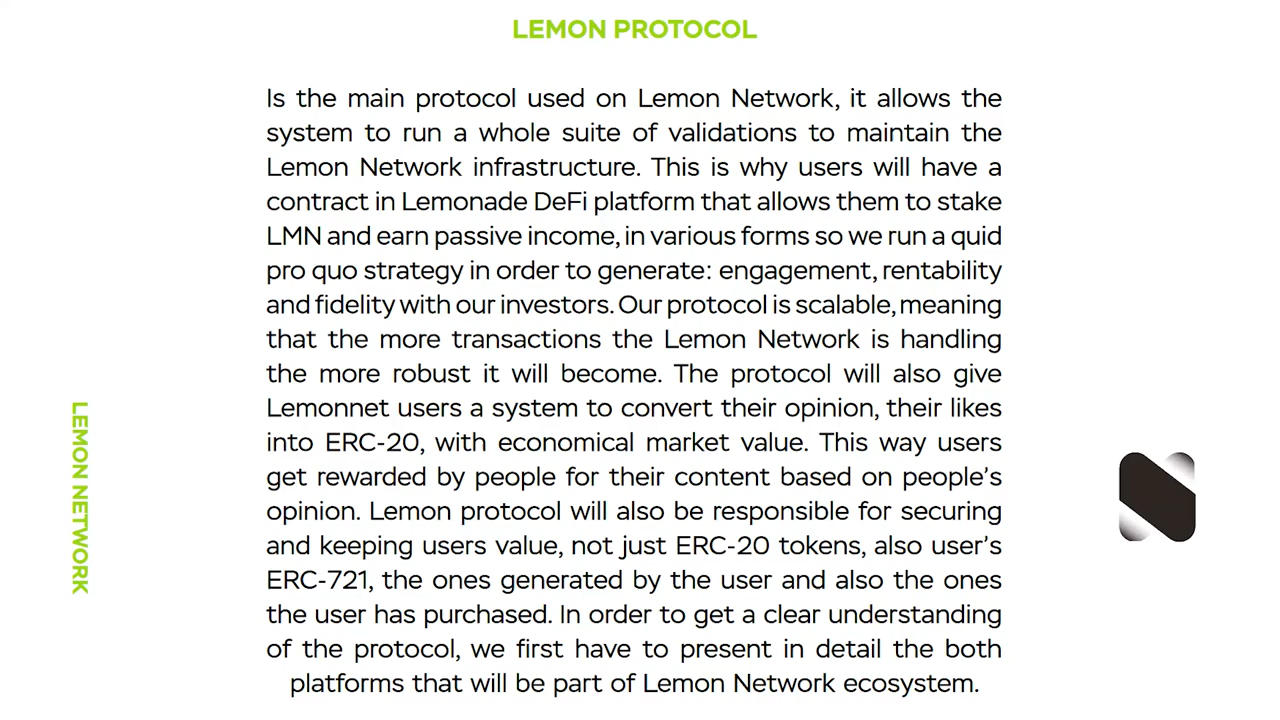 LEMON PROTOCOL
Is the main protocol used on Lemon Network, it allows the
system to run a whole suite of validations to maintain the
Lemon Network infrastructure. This is why users will have a
contract in Lemonade DeFi platform that allows them to stake
LMN and earn passive income, in various forms so we run a quid
pro quo strategy in order to generate: engagement, rentability
and fidelity with our investors. Our protocol is scalable, meaning
that the more transactions the Lemon Network is handling
the more robust it will become. The protocol will also give
Lemonnet users a system to convert their opinion, their likes
into ERC-20, with economical market value. This way users
get rewarded by people for their content based on people’s
opinion. Lemon protocol will also be responsible for securing
and keeping users value, not just ERC-20 tokens, also user’s
ERC-721, the ones generated by the user and also the ones
the user has purchased. In order to get a clear understanding
of the protocol, we first have to present in detail the both
platforms that will be part of Lemon Network ecosystem.
LEMON NETWORK